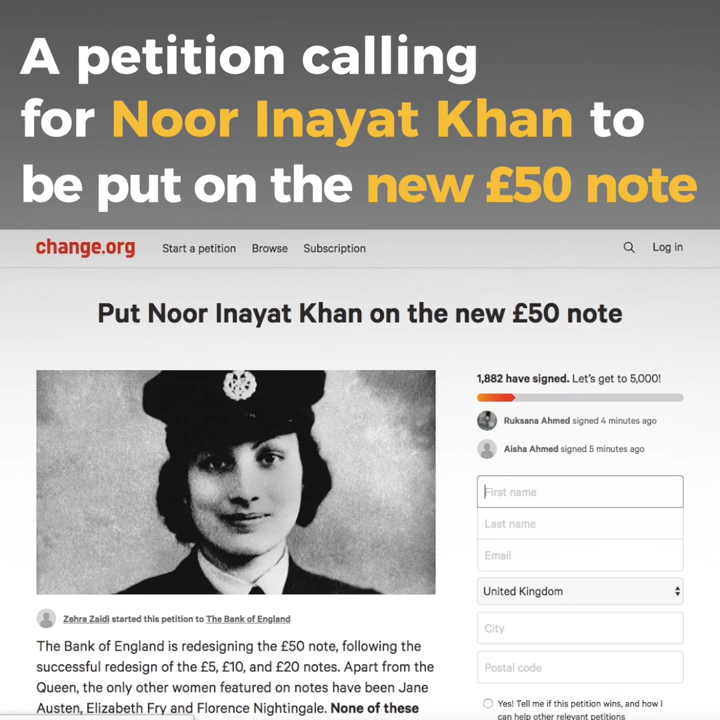 A petition calling
for Noor Inayat Khan to
be put on the new £50 note
change.org
Start a petition
Browse
Subscription
Log in
Put Noor Inayat Khan on the new £50 note
1,882 have signed. Let's get to 5,000!
Ruksana Ahmed signed 4 minutes ago
Aisha Ahmed signed 5 minutes ago
First name
Last name
Email
United Kingdom
City
Postal code
Yes! Tell me if this petition wins, and how I
can help other relevant petitions
Zehra Zaidi started this petition to The Bank of England
The Bank of England is redesigning the £50 note, following the
successful redesign of the £5, £10, and £20 notes. Apart from the
Queen, the only other women featured on notes have been Jane
Austen, Elizabeth Fry and Florence Nightingale. None of these